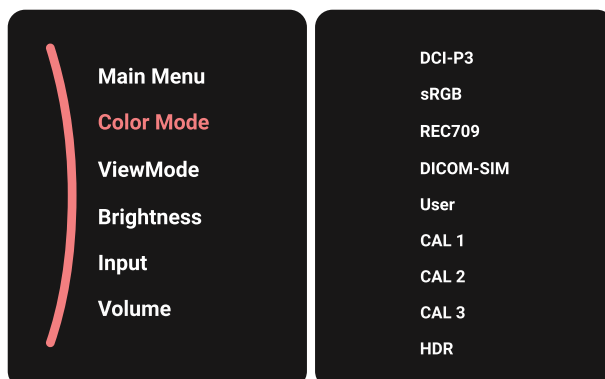 Main Menu
Color Mode
ViewMode
Brightness
Input
Volume
DCI-P3
sRGB
REC709
DICOM-SIM
User
CAL 1
CAL 2
CAL 3
HDR